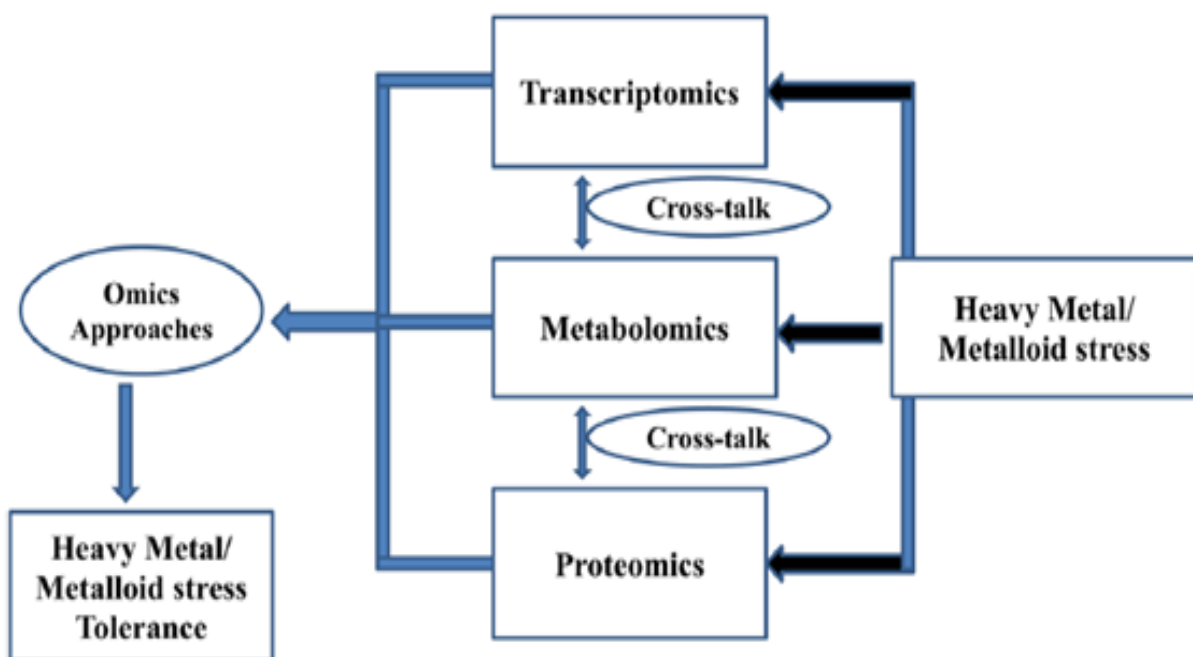 Transcriptomics
Cross-talk
Omics
Approaches
Metabolomics
Heavy Metal/
Metalloid stress
Cross-talk
Heavy Metal/
Metalloid stress
Tolerance
Proteomics